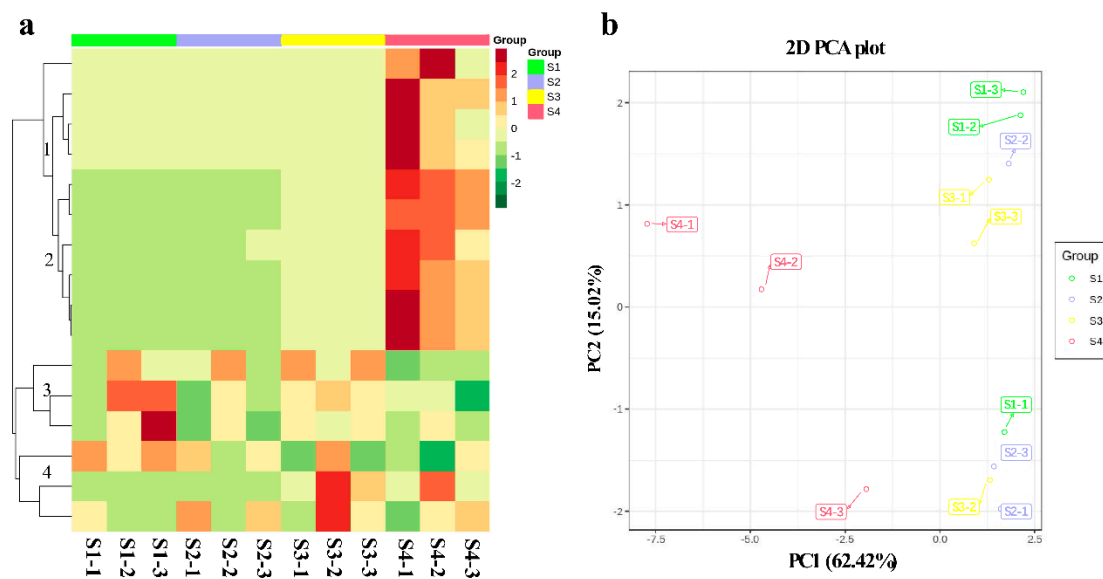 a
b
Group
2
1
0
-1
-2
Group
S1
S2
S3
S4
1
2
3
4
S1-1
S1-2
S1-3
S2-1
S2-2
S2-3
S3-1
S3-2
S3-3
S4-1
S4-2
S4-3
2D PCA plot
PC2 (15.02%)
2
1
0
-1
-2
S1-3
S1-2
S2-2
S3-1
S3-3
S4-1
S4-2
S1-1
S2-3
S4-3
S3-2
S2-1
-7.5
-5.0
-2.5
0.0
2.5
PC1 (62.42%)
Group
S1
S2
S3
S4